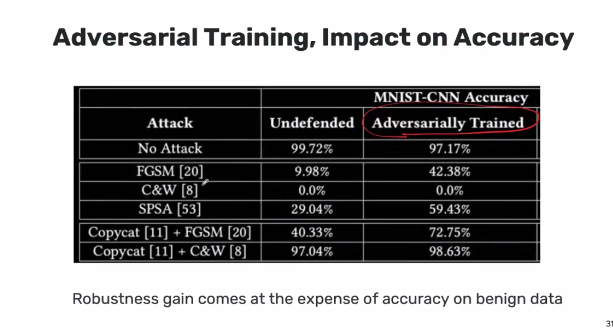 Adversarial Training, Impact on Accuracy
MNIST-CNN Accuracy
Attack Undefended Adversarially Trained
No Attack 99.72% 97.17%
FGSM [20] 9.98% 42.38%
C&W [8] 0.0% 0.0%
SPSA [53] 29.04% 59.43%
Copycat [11] + FGSM [20] 40.33% 72.75%
Copycat [11] + C&W [8] 97.04% 98.63%
Robustness gain comes at the expense of accuracy on benign data
31